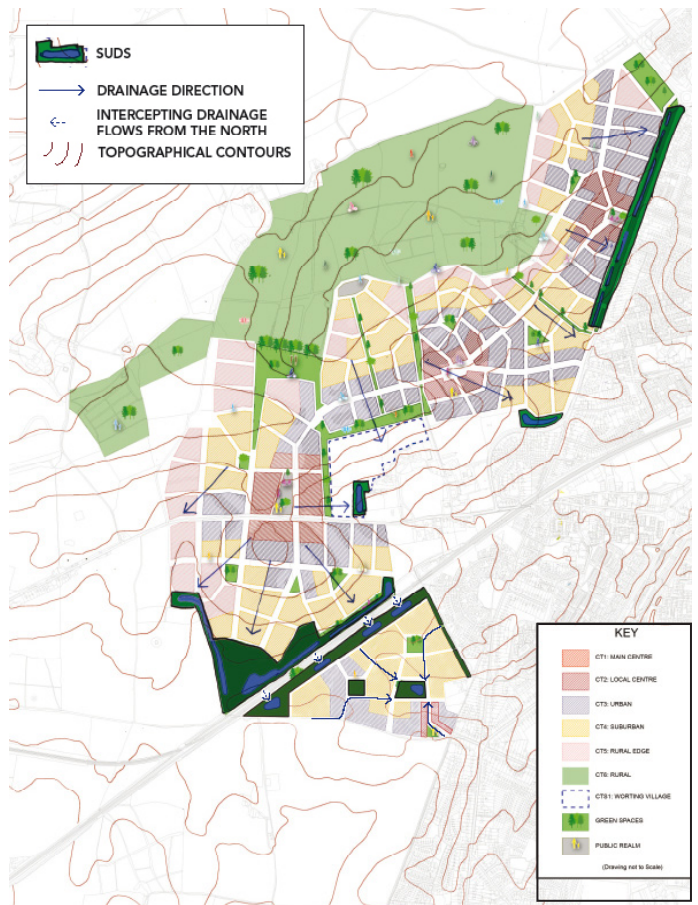 SUDS
DRAINAGE DIRECTION
INTERCEPTING DRAINAGE
FLOWS FROM THE NORTH
TOPOGRAPHICAL CONTOURS
KEY
CT1: MAIN CENTRE
CT2: LOCAL CENTRE
CT3: URBAN
CT4: SUBURBAN
CT5: RURAL EDGE
CT6: RURAL
CTS1: WORTING VILLAGE
GREEN SPACES
PUBLIC REALM
(Drawing not to Scale)